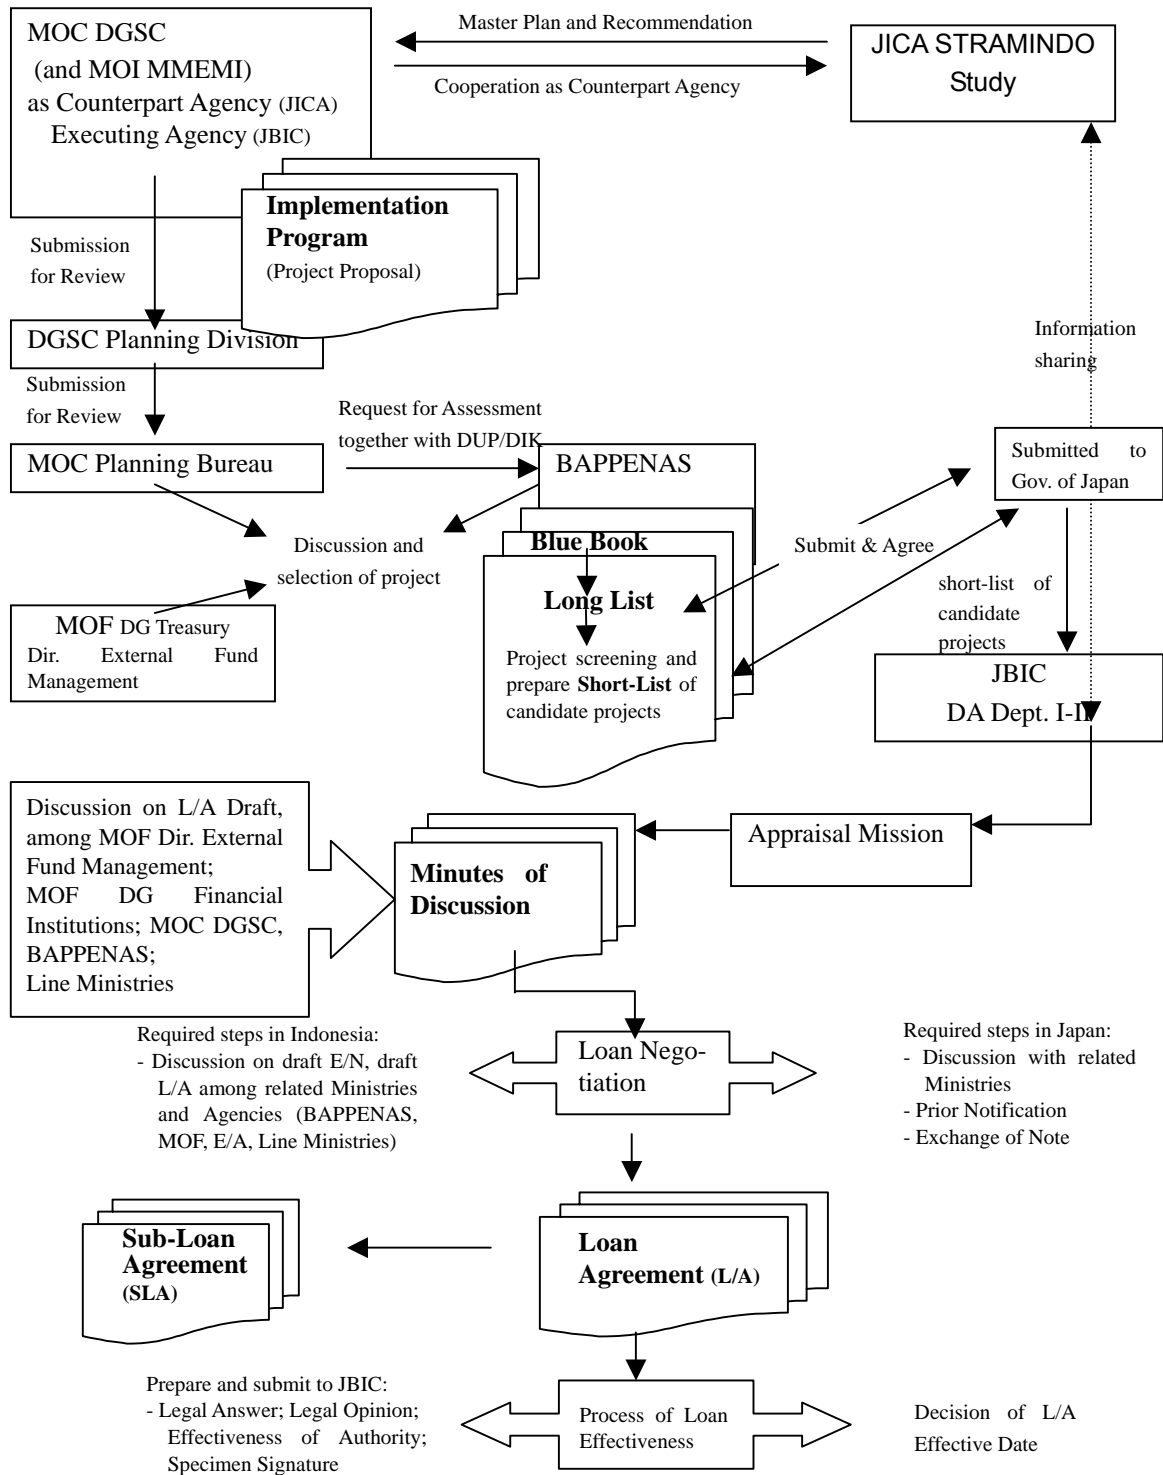 Master Plan and Recommendation
MOC DGSC
(and MOI MMEMI)
as Counterpart Agency (JICA)
Executing Agency (JBIC)
JICA STRAMINDO
Study
Cooperation as Counterpart Agency
Implementation
Program
(Project Proposal)
Submission
for Review
DGSC Planning Division
Information
sharing
Submission
for Review
Request for Assessment
together with DUP/DIK
MOC Planning Bureau
BAPPENAS
Submitted to
Gov. of Japan
Discussion and
selection of project
Blue Book
Submit & Agree
Long List
short-list of
candidate
projects
MOF DG Treasury
Dir. External Fund
Management
Project screening and
prepare Short-List of
candidate projects
JBIC
DA Dept. I-II
Discussion on L/A Draft,
among MOF Dir. External
Fund Management;
MOF DG Financial
Institutions; MOC DGSC,
BAPPENAS;
Line Ministries
Minutes of
Discussion
Appraisal Mission
Required steps in Indonesia:
- Discussion on draft E/N, draft
L/A among related Ministries
and Agencies (BAPPENAS,
MOF, E/A, Line Ministries)
Loan Nego-
tiation
Required steps in Japan:
- Discussion with related
Ministries
- Prior Notification
- Exchange of Note
Sub-Loan
Agreement
(SLA)
Loan
Agreement (L/A)
Prepare and submit to JBIC:
- Legal Answer; Legal Opinion;
Effectiveness of Authority;
Specimen Signature
Process of Loan
Effectiveness
Decision of L/A
Effective Date